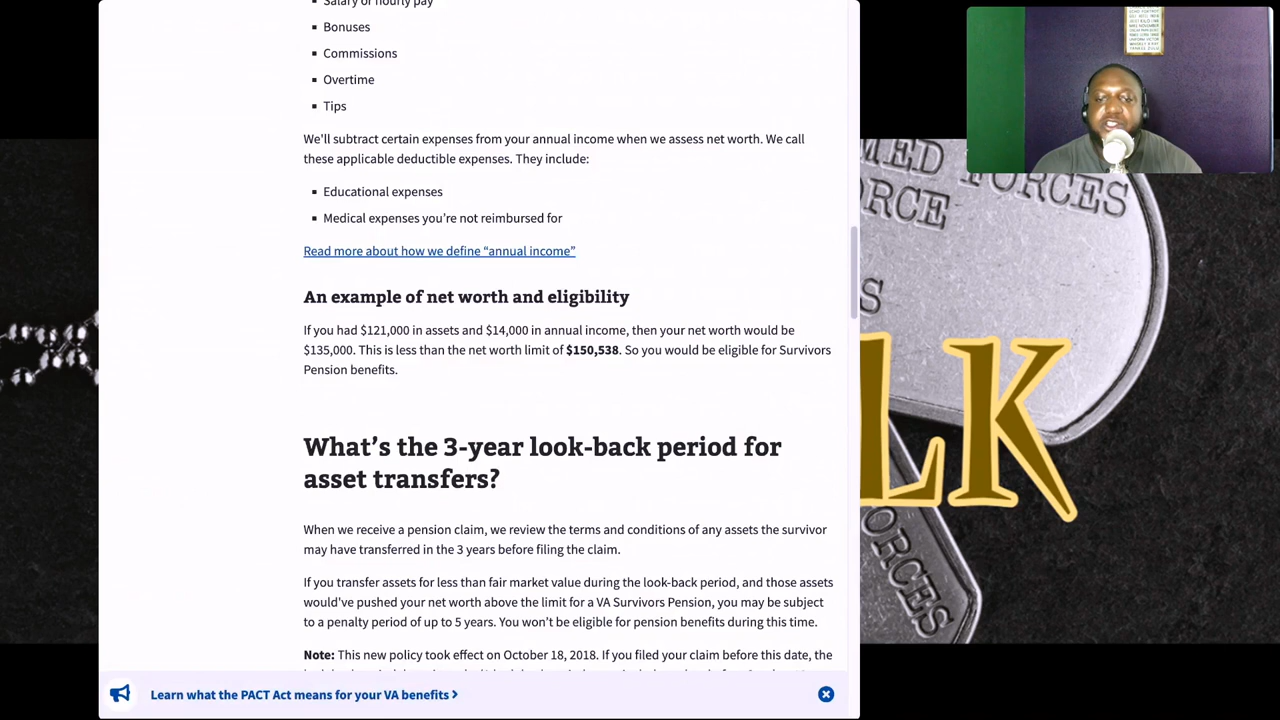 Salary or hourly pay
Bonuses
Commissions
Overtime
Tips
We'll subtract certain expenses from your annual income when we assess net worth. We call
these applicable deductible expenses. They include:
Educational expenses
Medical expenses you're not reimbursed for
Read more about how we define “annual income”
An example of net worth and eligibility
If you had $121,000 in assets and $14,000 in annual income, then your net worth would be
$135,000. This is less than the net worth limit of $150,538. So you would be eligible for Survivors
Pension benefits.
What's the 3-year look-back period for
asset transfers?
When we receive a pension claim, we review the terms and conditions of any assets the survivor
may have transferred in the 3 years before filing the claim.
If you transfer assets for less than fair market value during the look-back period, and those assets
would've pushed your net worth above the limit for a VA Survivors Pension, you may be subject
to a penalty period of up to 5 years. You won't be eligible for pension benefits during this time.
Note: This new policy took effect on October 18, 2018. If you filed your claim before this date, the
Learn what the PACT Act means for your VA benefits
MED FORCES
RCE
S
LK
FORCES